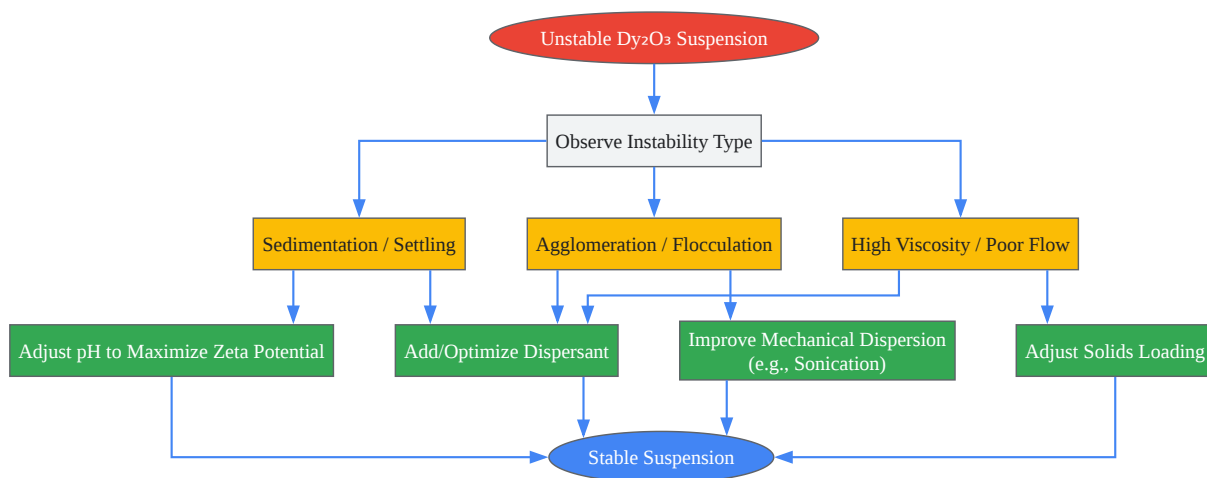 Unstable Dy₂O₃ Suspension
Observe Instability Type
Sedimentation / Settling
Agglomeration / Flocculation
High Viscosity / Poor Flow
Adjust pH to Maximize Zeta Potential
Add/Optimize Dispersant
Improve Mechanical Dispersion
(e.g., Sonication)
Adjust Solids Loading
Stable Suspension